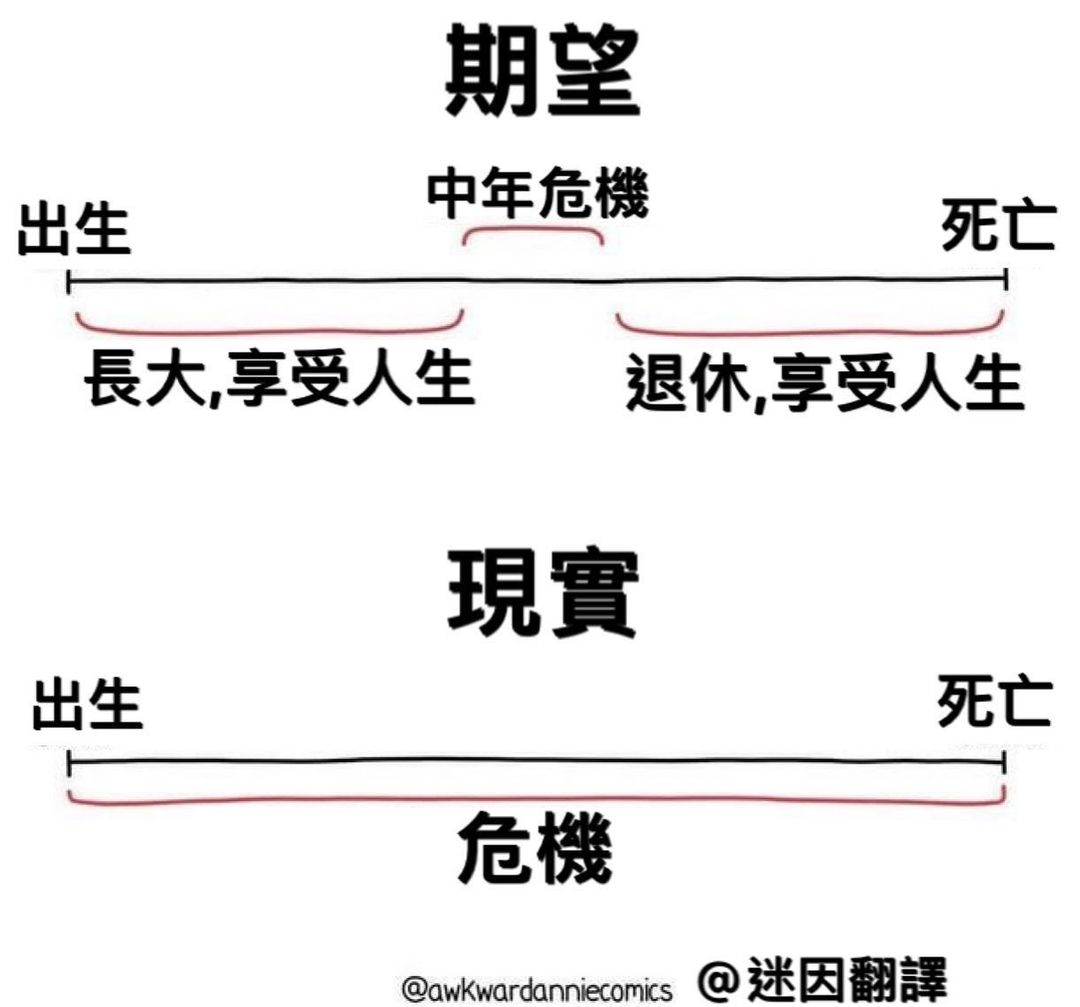 期望
中年危機
出生
死亡
長大,享受人生
退休,享受人生
現實
出生
死亡
危機
@awkwardanniecomics @迷因翻譯